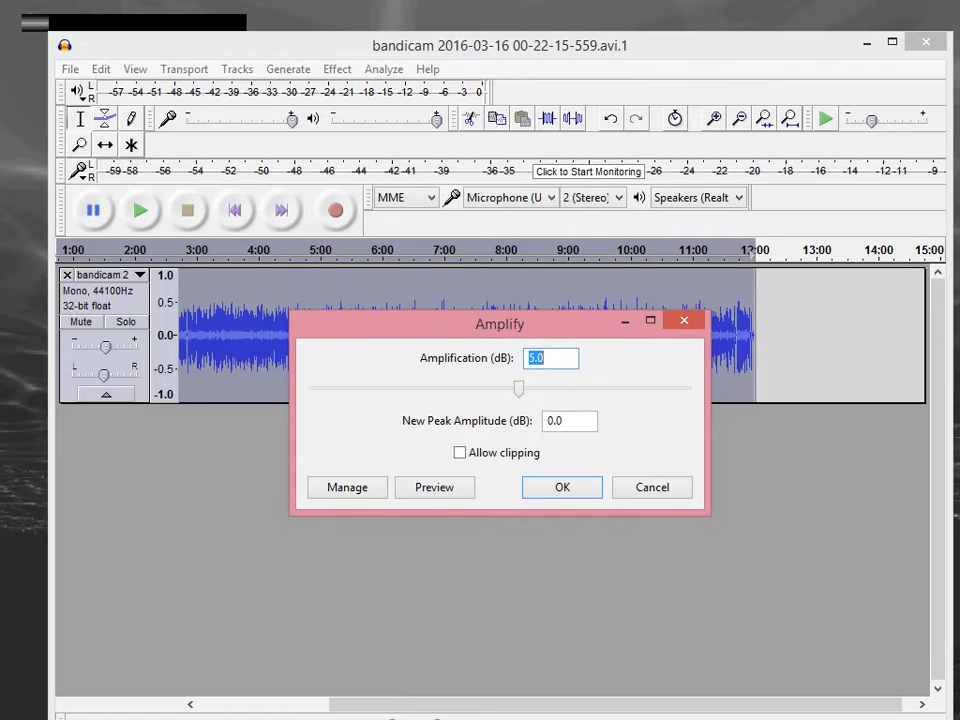 bandicam 2016-03-16 00-22-15-559.avi.1
File Edit View Transport Tracks Generate Effect Analyze Help
L
R
-57 -54 -51 -48 -45 -42 -39 -36 -33 -30 -27 -24 -21 -18 -15 -12 -9 -6 -3 0
L
R
-59 -58 -56 -54 -52 -50 -48 -46 -44 -42 -41 -39 -36 -35 Click to Start Monitoring -26 -24 -22 -20 -18 -16 -14 -12 -11 -9
MME Microphone (U 2 (Stereo) Speakers (Realt
1:00 2:00 3:00 4:00 5:00 6:00 7:00 8:00 9:00 10:00 11:00 12:00 13:00 14:00 15:00
bandicam 2
Mono, 44100Hz
32-bit float
Mute Solo
- +
L R
1.0
0.5
0.0
-0.5
-1.0
Amplify
Amplification (dB): 5.0
New Peak Amplitude (dB): 0.0
Allow clipping
Manage Preview OK Cancel